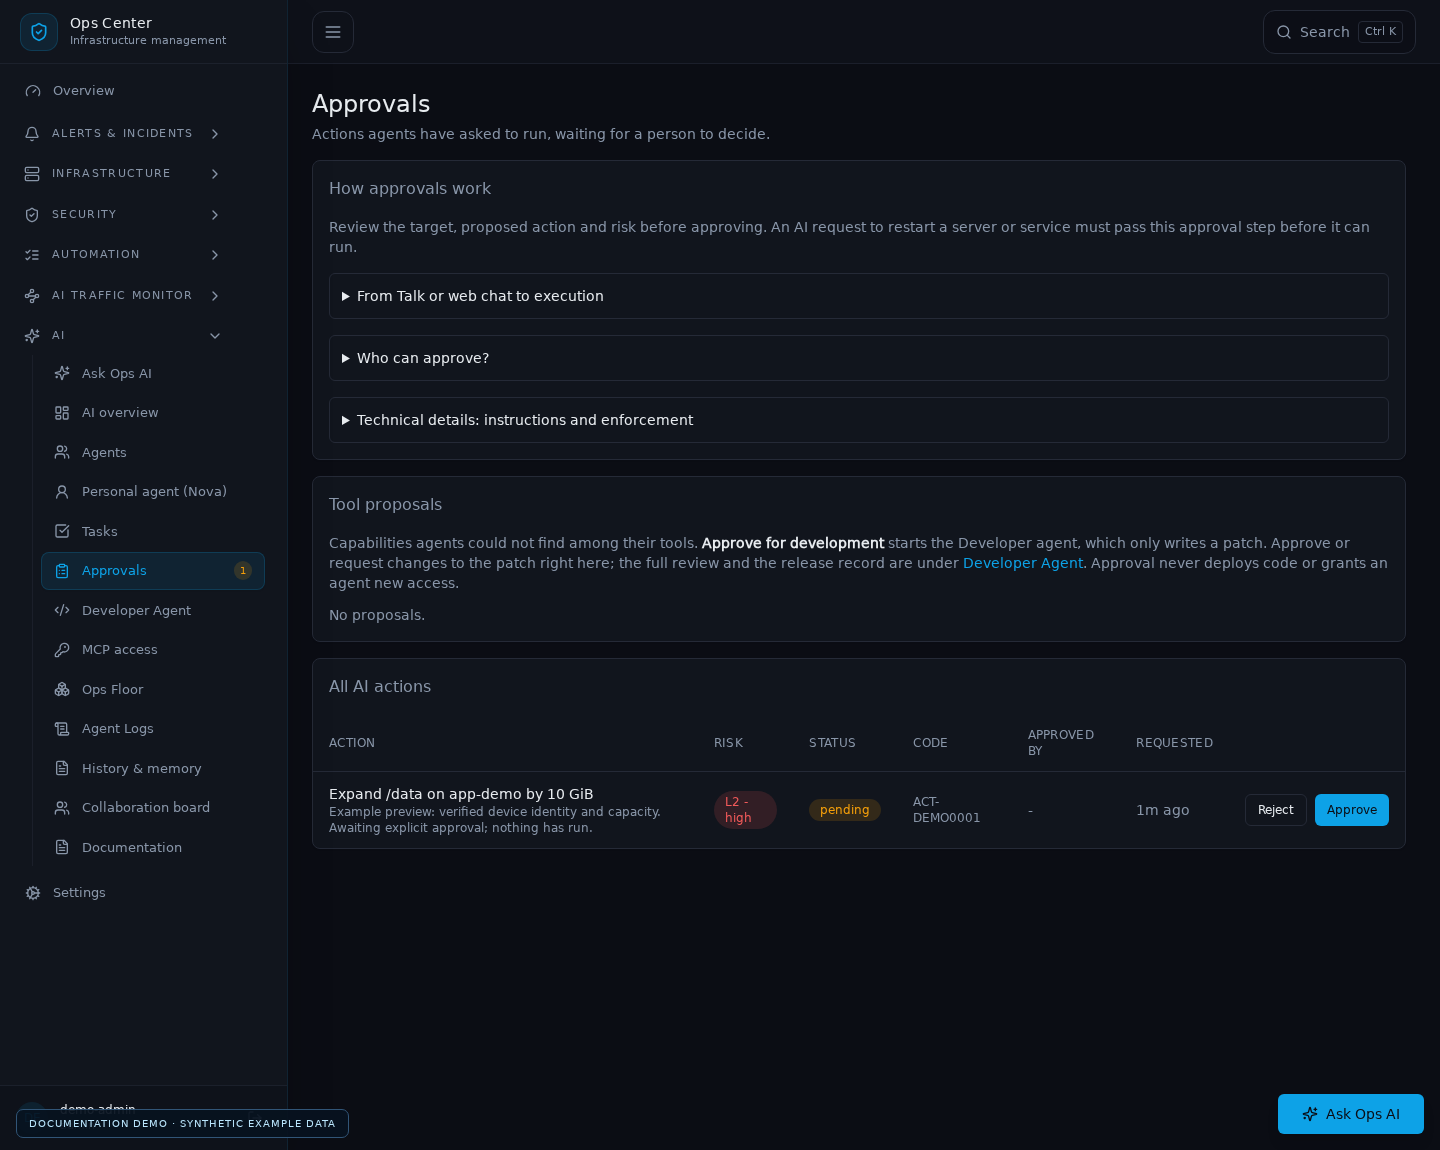 Ops Center
Infrastructure management
Search
Ctrl K
Overview
ALERTS & INCIDENTS
INFRASTRUCTURE
SECURITY
AUTOMATION
AI TRAFFIC MONITOR
AI
Ask Ops AI
AI overview
Agents
Personal agent (Nova)
Tasks
Approvals
1
Developer Agent
MCP access
Ops Floor
Agent Logs
History & memory
Collaboration board
Documentation
Settings
demo-admin
DOCUMENTATION DEMO · SYNTHETIC EXAMPLE DATA
Approvals
Actions agents have asked to run, waiting for a person to decide.
How approvals work
Review the target, proposed action and risk before approving. An AI request to restart a server or service must pass this approval step before it can
run.
From Talk or web chat to execution
Who can approve?
Technical details: instructions and enforcement
Tool proposals
Capabilities agents could not find among their tools. Approve for development starts the Developer agent, which only writes a patch. Approve or
request changes to the patch right here; the full review and the release record are under Developer Agent. Approval never deploys code or grants an
agent new access.
No proposals.
All AI actions
ACTION
RISK
STATUS
CODE
APPROVED
BY
REQUESTED
Expand /data on app-demo by 10 GiB
Example preview: verified device identity and capacity.
Awaiting explicit approval; nothing has run.
L2 -
high
pending
ACT-
DEMO0001
-
1m ago
Reject
Approve
Ask Ops AI